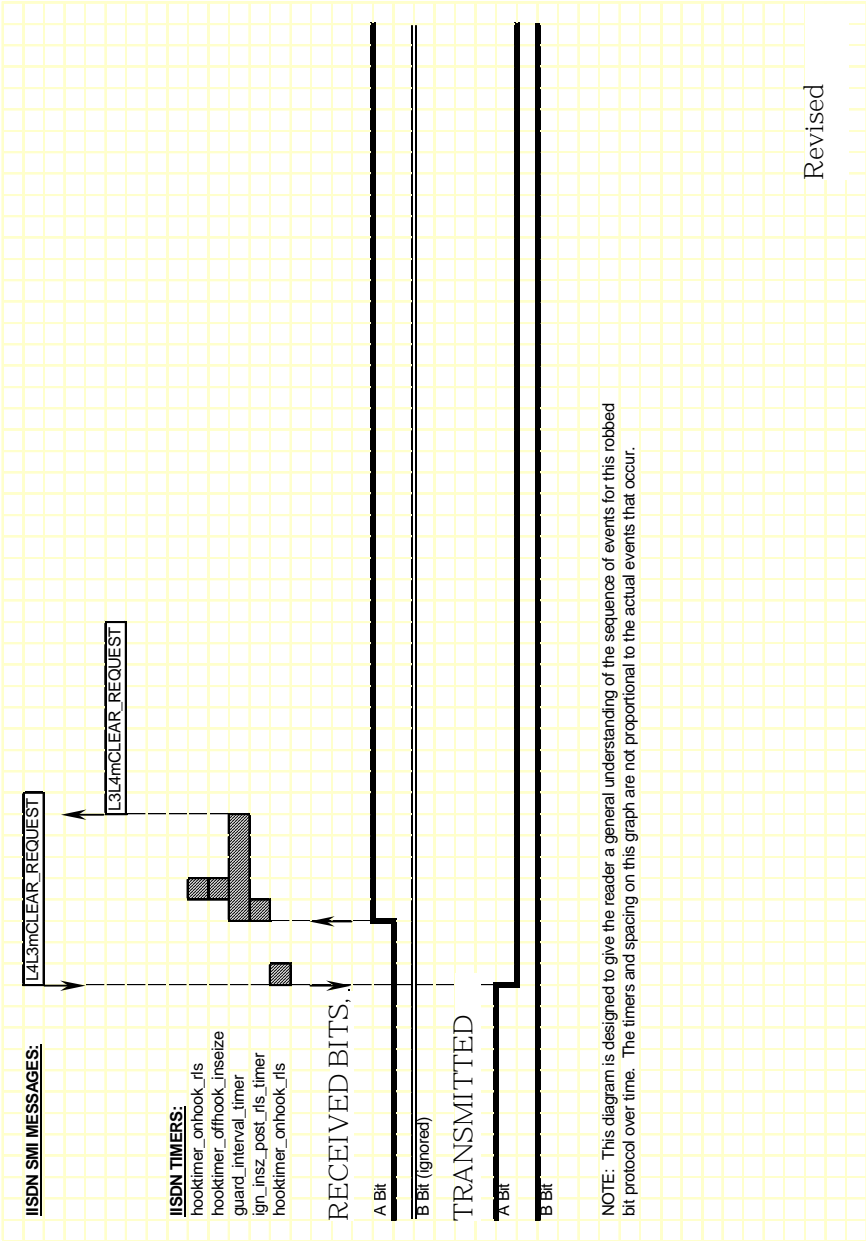 IISDN SMI MESSAGES:
L4L3mCLEAR_REQUEST
L3L4mCLEAR_REQUEST
IISDN TIMERS:
hooktimer_onhook_rls
hooktimer_offhook_inseize
guard_interval_timer
ign_insz_post_rls_timer
hooktimer_onhook_rls
RECEIVED BITS, .
A Bit
B Bit (ignored)
TRANSMITTED
A Bit
B Bit
NOTE: This diagram is designed to give the reader a general understanding of the sequence of events for this robbed
bit protocol over time. The timers and spacing on this graph are not proportional to the actual events that occur.
Revised